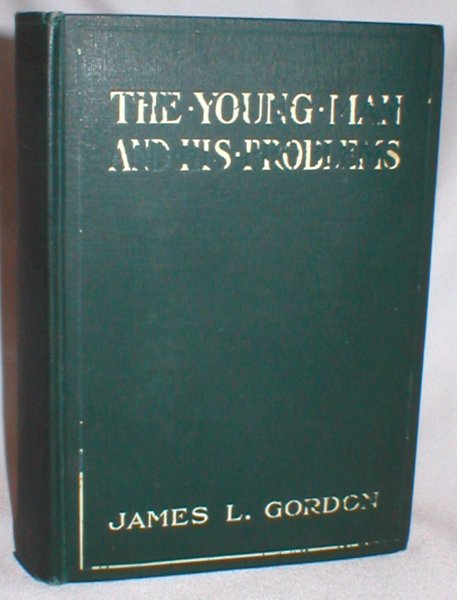 THE·YOUNG·MAN
AND HIS·PROBLEMS
JAMES L. GORDON